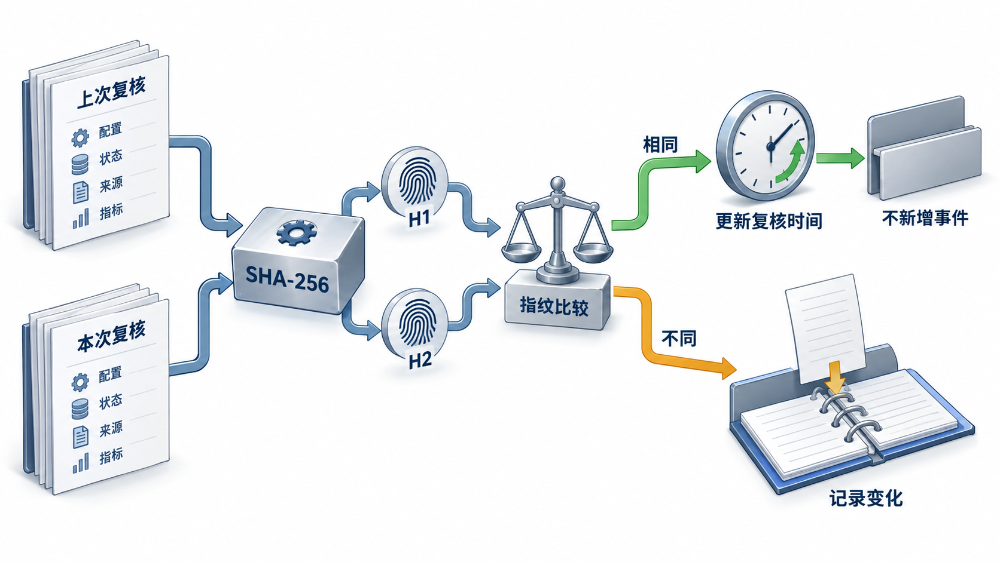 上次复核
配置
状态
来源
指标
本次复核
配置
状态
来源
指标
SHA-256
H1
H2
指纹比较
相同
更新复核时间
不新增事件
不同
记录变化